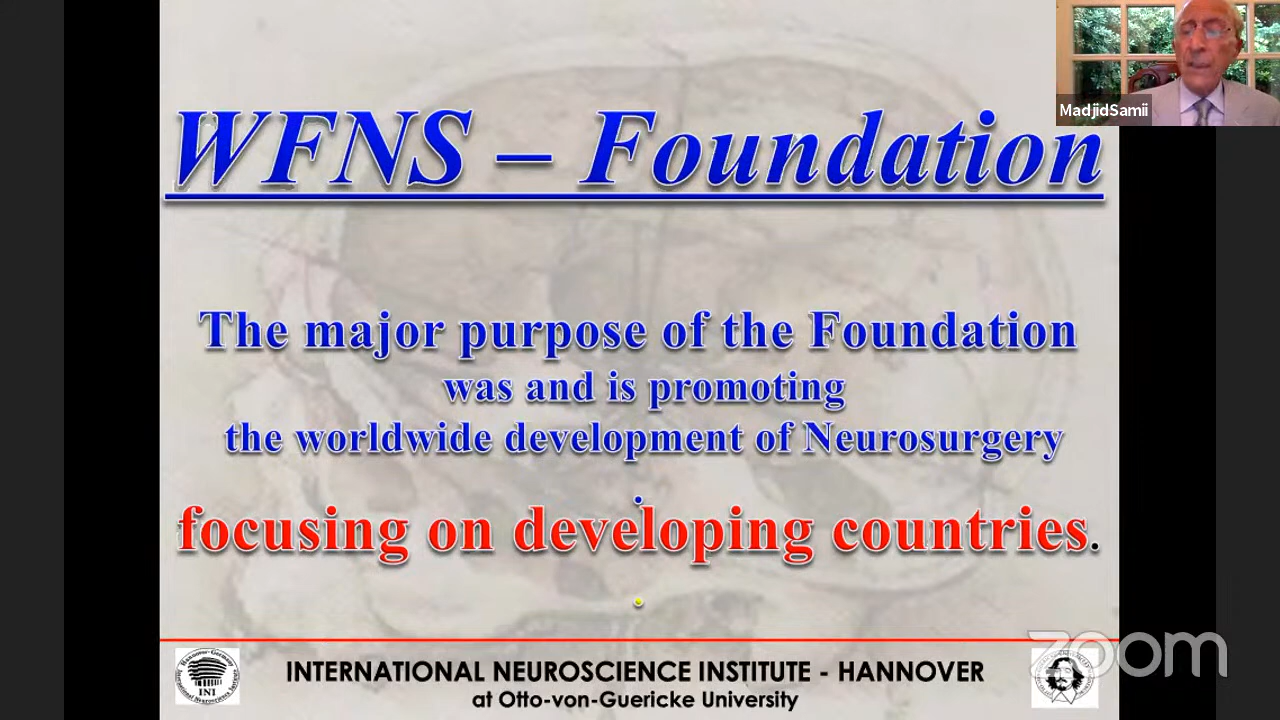 WFNS – Foundation
MadjidSamii
The major purpose of the Foundation
was and is promoting
the worldwide development of Neurosurgery
.
focusing on developing countries.
.
INI
INTERNATIONAL NEUROSCIENCE INSTITUTE - HANNOVER
at Otto-von-Guericke University
zoom